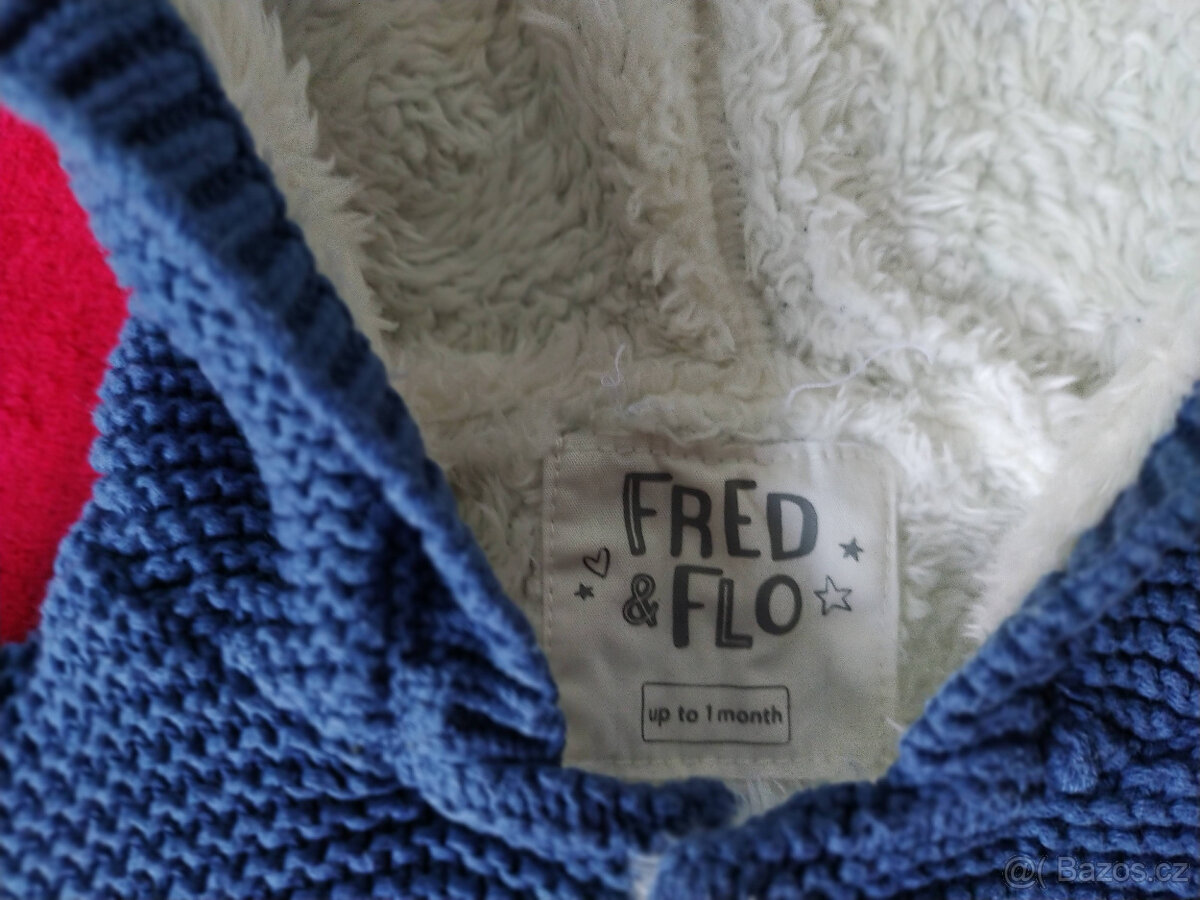 FRED
& FLO
up to 1 month
@( Bazos.cz